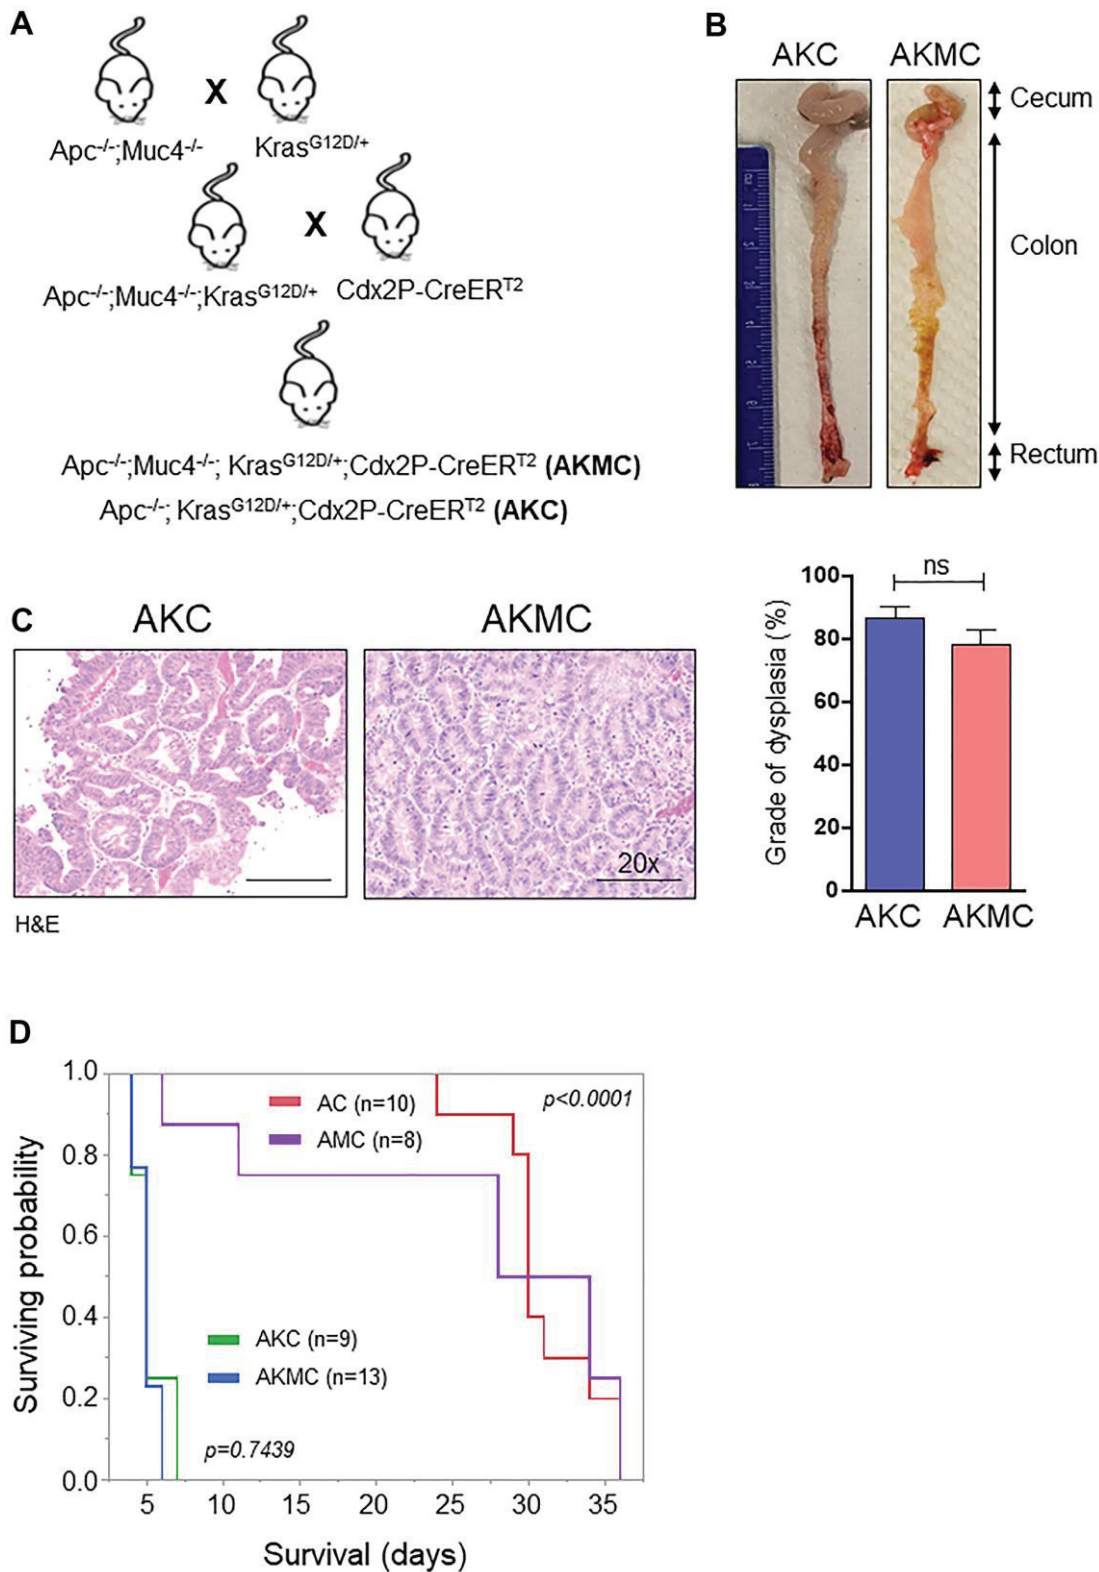 A
X
Apc-/-;Muc4-/-
KrasG12D/+
X
Apc-/-;Muc4-/-;KrasG12D/+
Cdx2P-CreERT2
Apc-/-;Muc4-/-; KrasG12D/+;Cdx2P-CreERT2 (AKMC)
Apc-/-; KrasG12D/+;Cdx2P-CreERT2 (AKC)
B
AKC AKMC
Cecum
Colon
Rectum
C
AKC AKMC
20x
H&E
ns
100
80
60
40
20
0
Grade of dysplasia (%)
AKC AKMC
D
1.0
0.8
0.6
0.4
0.2
0.0
Surviving probability
AC (n=10)
AMC (n=8)
p<0.0001
AKC (n=9)
AKMC (n=13)
p=0.7439
5 10 15 20 25 30 35
Survival (days)